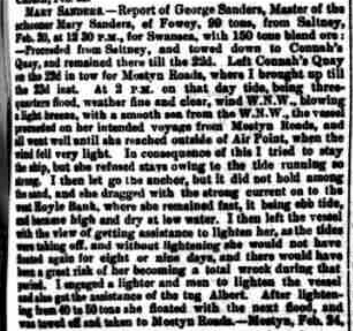 MARY SANDERS.—Report of George Sanders, Master of the
schooner Mary Sanders, of Fowey, 99 tons, from Saltney,
Feb. 20, at 12 30 P.M., for Swansea, with 150 tons blend ore:
—Proceeded from Saltney, and towed down to Connah's
Quay, and remained there till the 22d. Left Connah's Quay
on the 22d in tow for Mostyn Roads, where I brought up till
the 23d inst. At 2 P.M. on that day tide, being three-
quarters flood, weather fine and clear, wind W.N.W., blowing
a light breeze, with a smooth sea from the W.N.W., the vessel
proceeded on her intended voyage from Mostyn Roads, and
all went well until she reached outside of Air Point, when the
wind fell very light. In consequence of this I tried to stay
the ship, but she refused stays owing to the tide running so
strong. I then let go the anchor, but it did not hold among
the sand, and she dragged with the strong current on to the
West Hoyle Bank, where she remained fast, it being ebb tide,
and became high and dry at low water. I then left the vessel
with the view of getting assistance to lighten her, as the tides
were taking off, and without lightening she would not have
floated again for eight or nine days, and there would have
been a great risk of her becoming a total wreck during that
period. I engaged a lighter and men to lighten the vessel
and also got the assistance of the tug Albert. After lighten-
ing from 40 to 50 tons she floated with the next flood, and
was towed off and taken to Mostyn Roads.—Mostyn, Feb. 24.